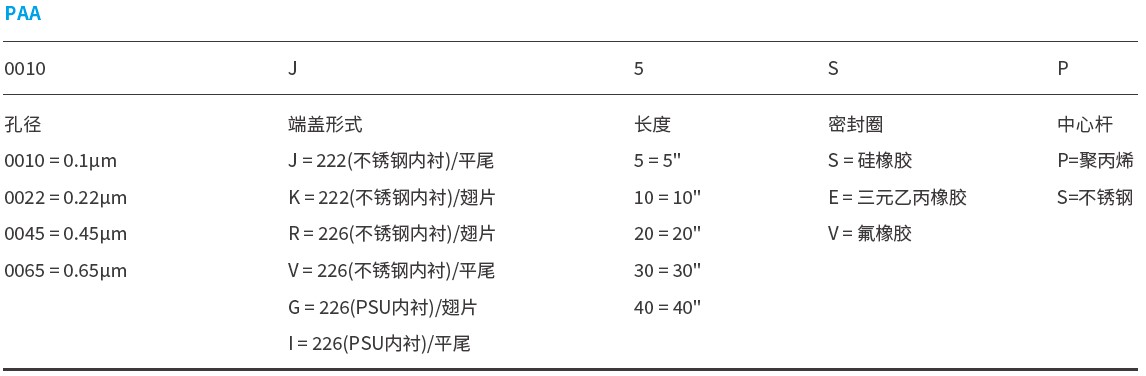 PAA
0010 J 5 S P
孔径 端盖形式 长度 密封圈 中心杆
0010 = 0.1μm J = 222(不锈钢内衬)/平尾 5 = 5" S = 硅橡胶 P=聚丙烯
0022 = 0.22μm K = 222(不锈钢内衬)/翅片 10 = 10" E = 三元乙丙橡胶 S=不锈钢
0045 = 0.45μm R = 226(不锈钢内衬)/翅片 20 = 20" V = 氟橡胶
0065 = 0.65μm V = 226(不锈钢内衬)/平尾 30 = 30"
G = 226(PSU内衬)/翅片 40 = 40"
I = 226(PSU内衬)/平尾